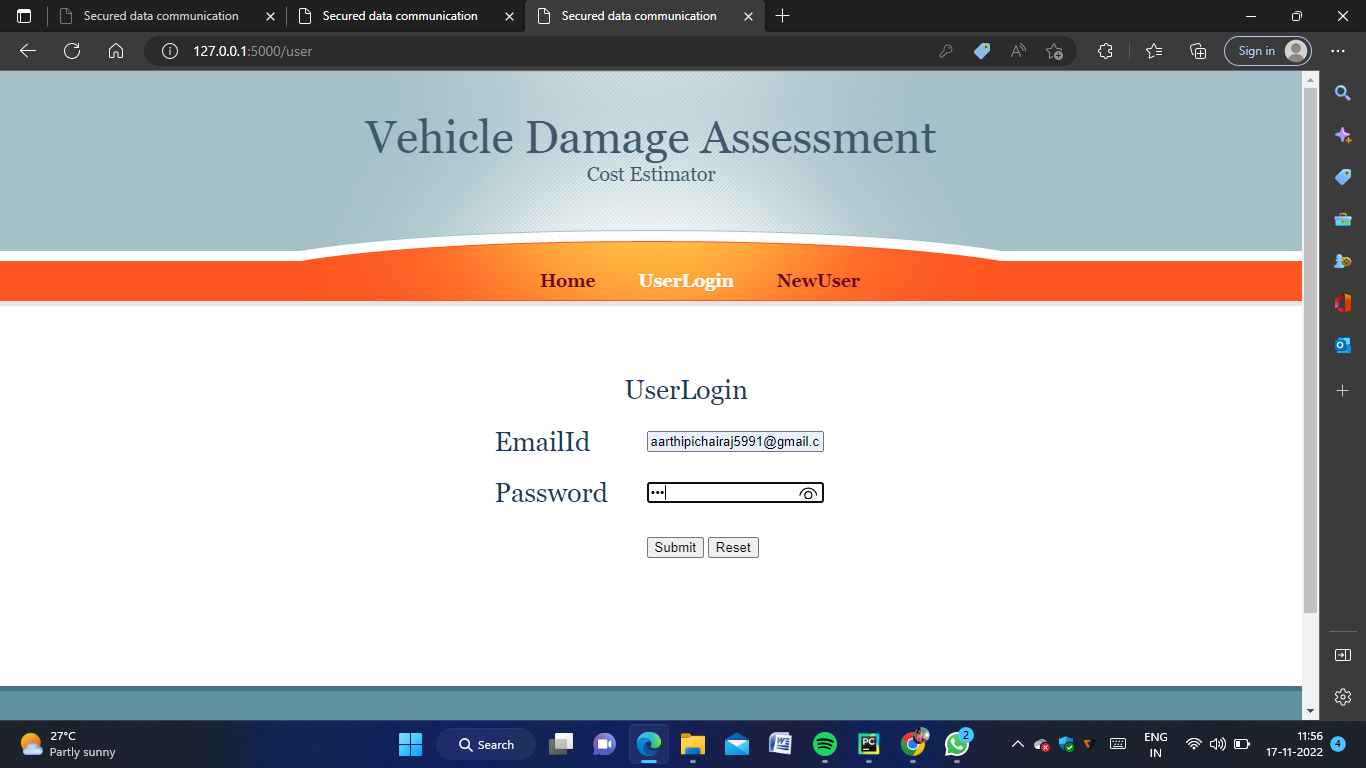 Secured data communication
Secured data communication
Secured data communication
127.0.0.1:5000/user
Sign in
Vehicle Damage Assessment
Cost Estimator
Home UserLogin NewUser
UserLogin
EmailId aarthipichairaj5991@gmail.c
Password •••
Submit Reset
27°C
Partly sunny
Search
2
ENG
IN
11:56
17-11-2022
4